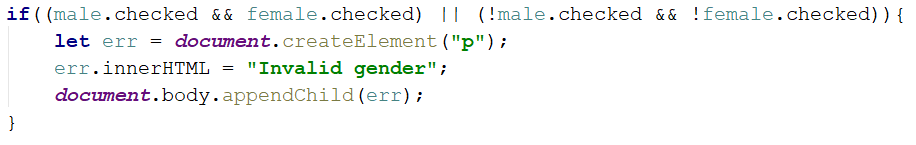 if((male.checked && female.checked) || (!male.checked && !female.checked)){
    let err = document.createElement("p");
    err.innerHTML = "Invalid gender";
    document.body.appendChild(err);
}